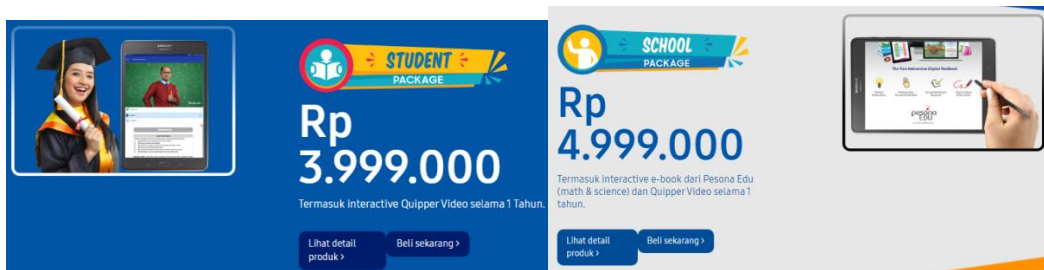 STUDENT
PACKAGE
Rp
3.999.000
Termasuk interactive Quipper Video selama 1 Tahun.
Lihat detail
produk >
Beli sekarang >
SCHOOL
PACKAGE
Rp
4.999.000
Termasuk interactive e-book dari Pesona Edu
(math & science) dan Quipper Video selama 1
tahun.
Lihat detail
produk >
Beli sekarang >
pesona
EDU